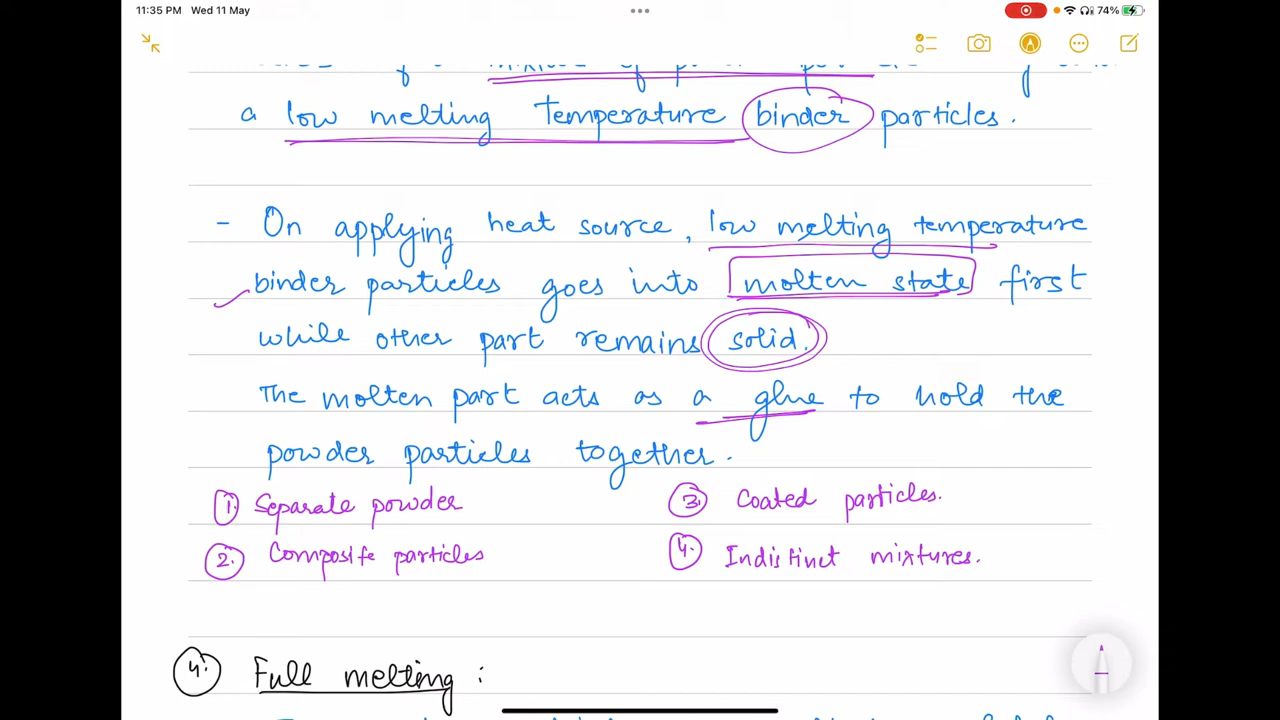 11:35 PM Wed 11 May
74%
a low melting Temperature binder particles.
- On applying heat source, low melting temperature
binder particles goes into molten state first
while other part remains solid.
The molten part acts as a glue to hold the
powder particles together.
1. Separate powder
3. Coated particles.
2. Composite particles
4. Indistinct mixtures.
4. Full melting :